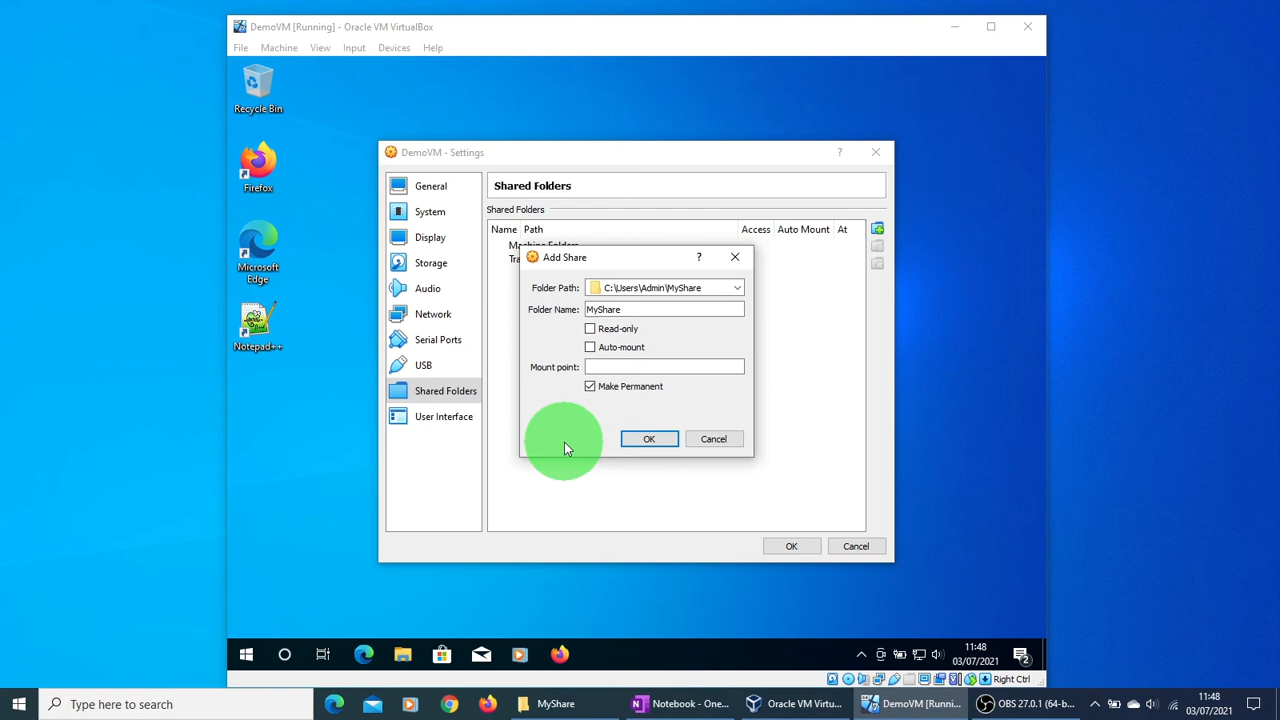 DemoVM [Running] - Oracle VM VirtualBox
File Machine View Input Devices Help
Recycle Bin
Firefox
Microsoft
Edge
Notepad++
DemoVM - Settings
?
General
System
Display
Storage
Audio
Network
Serial Ports
USB
Shared Folders
User Interface
Shared Folders
Shared Folders
Name Path Access Auto Mount At
Machine Folders
Tra
Add Share ?
Folder Path: C:\Users\Admin\MyShare
Folder Name: MyShare
Read-only
Auto-mount
Mount point:
Make Permanent
OK Cancel
OK Cancel
11:48
03/07/2021
2
Right Ctrl
Type here to search
MyShare
Notebook - One...
Oracle VM Virtu...
DemoVM [Runni...
OBS 27.0.1 (64-b...
11:48
03/07/2021